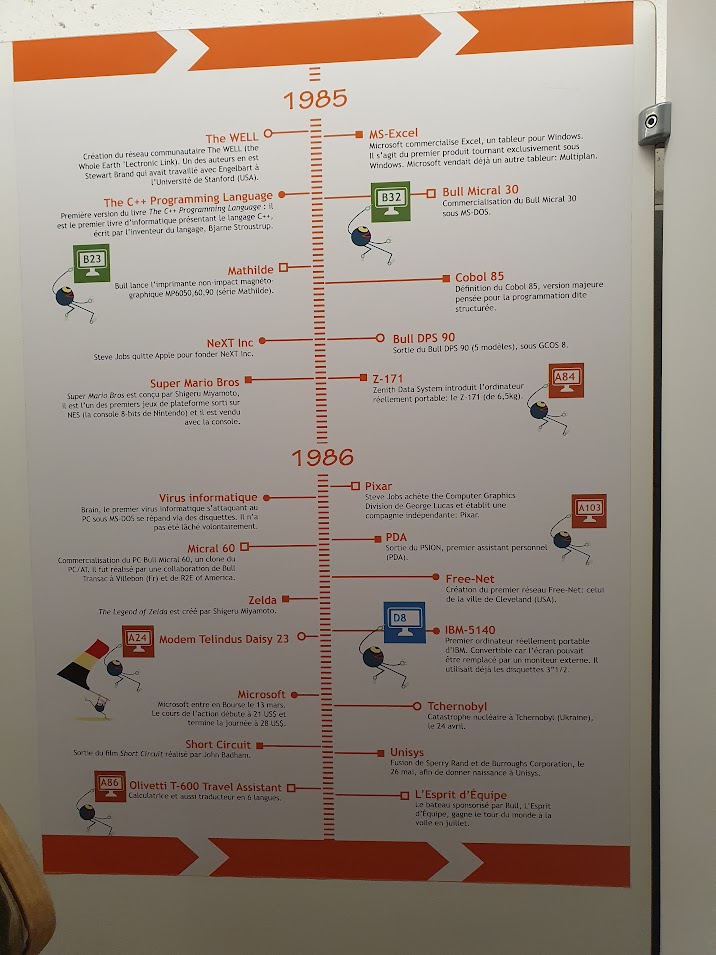 1985
The WELL
Création du réseau communautaire The WELL (the
Whole Earth 'Lectronic Link). Un des auteurs en est
Stewart Brand qui avait travaillé avec Engelbart à
l'Université de Stanford (USA).
MS-Excel
Microsoft commercialise Excel, un tableur pour Windows.
Il s'agit du premier produit tournant exclusivement sous
Windows. Microsoft vendait déjà un autre tableur: Multiplan.
The C++ Programming Language
Première version du livre The C++ Programming Language : il
est le premier livre d'informatique présentant le langage C++,
écrit par l'inventeur du langage, Bjarne Stroustrup.
B32
Bull Micral 30
Commercialisation du Bull Micral 30
sous MS-DOS.
B23
Mathilde
Bull lance l'imprimante non-impact magnéto-
graphique MP6050,60,90 (série Mathilde).
Cobol 85
Définition du Cobol 85, version majeure
pensée pour la programmation dite
structurée.
NeXT Inc
Steve Jobs quitte Apple pour fonder NeXT Inc.
Bull DPS 90
Sortie du Bull DPS 90 (5 modèles), sous GCOS 8.
Super Mario Bros
Super Mario Bros est conçu par Shigeru Miyamoto,
il est l'un des premiers jeux de plateforme sorti sur
NES (la console 8-bits de Nintendo) et il est vendu
avec la console.
Z-171
Zenith Data System introduit l'ordinateur
réellement portable: le Z-171 (de 6,5kg).
A84
1986
Virus informatique
Brain, le premier virus informatique s'attaquant au
PC sous MS-DOS se répand via des disquettes. Il n'a
pas été lâché volontairement.
Pixar
Steve Jobs achète the Computer Graphics
Division de George Lucas et établit une
compagnie indépendante: Pixar.
A103
Micral 60
Commercialisation du PC Bull Micral 60, un clone du
PC/AT. Il fut réalisé par une collaboration de Bull
Transac à Villebon (Fr) et de R2E of America.
PDA
Sortie du PSION, premier assistant personnel
(PDA).
Free-Net
Création du premier réseau Free-Net: celui
de la ville de Cleveland (USA).
Zelda
The Legend of Zelda est créé par Shigeru Miyamoto.
A24
Modem Telindus Daisy 23
D8
IBM-5140
Premier ordinateur réellement portable
d'IBM. Convertible car l'écran pouvait
être remplacé par un moniteur externe. Il
utilisait déjà les disquettes 3"1/2.
Microsoft
Microsoft entre en Bourse le 13 mars.
Le cours de l'action débute à 21 US$ et
termine la journée à 28 US$.
Tchernobyl
Catastrophe nucléaire à Tchernobyl (Ukraine),
le 24 avril.
Short Circuit
Sortie du film Short Circuit réalisé par John Badham.
Unisys
Fusion de Sperry Rand et de Burroughs Corporation, le
26 mai, afin de donner naissance à Unisys.
A86
Olivetti T-600 Travel Assistant
Calculatrice et aussi traducteur en 6 langues.
L'Esprit d'Équipe
Le bateau sponsorisé par Bull, L'Esprit
d'Équipe, gagne le tour du monde à la
voile en juillet.